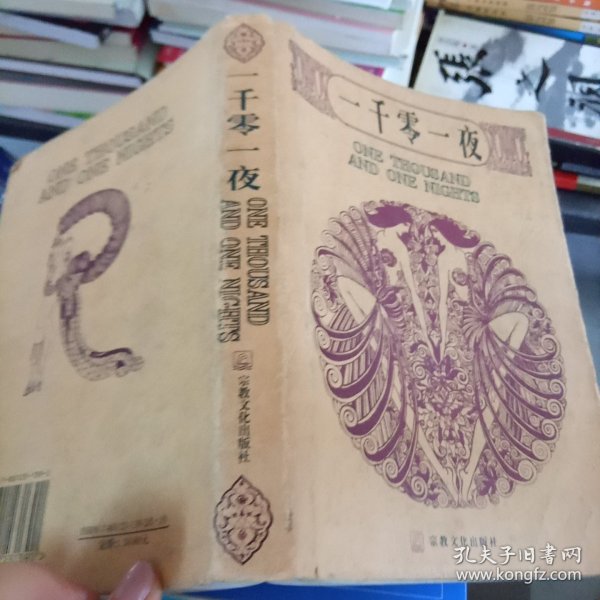 一千零一夜
ONE THOUSAND
AND ONE NIGHTS
宗教文化出版社
一千零一夜
ONE THOUSAND
AND ONE NIGHTS
宗教文化出版社
ONE THOUSAND
AND ONE NIGHTS
孔夫子旧书网
www.kongfz.com